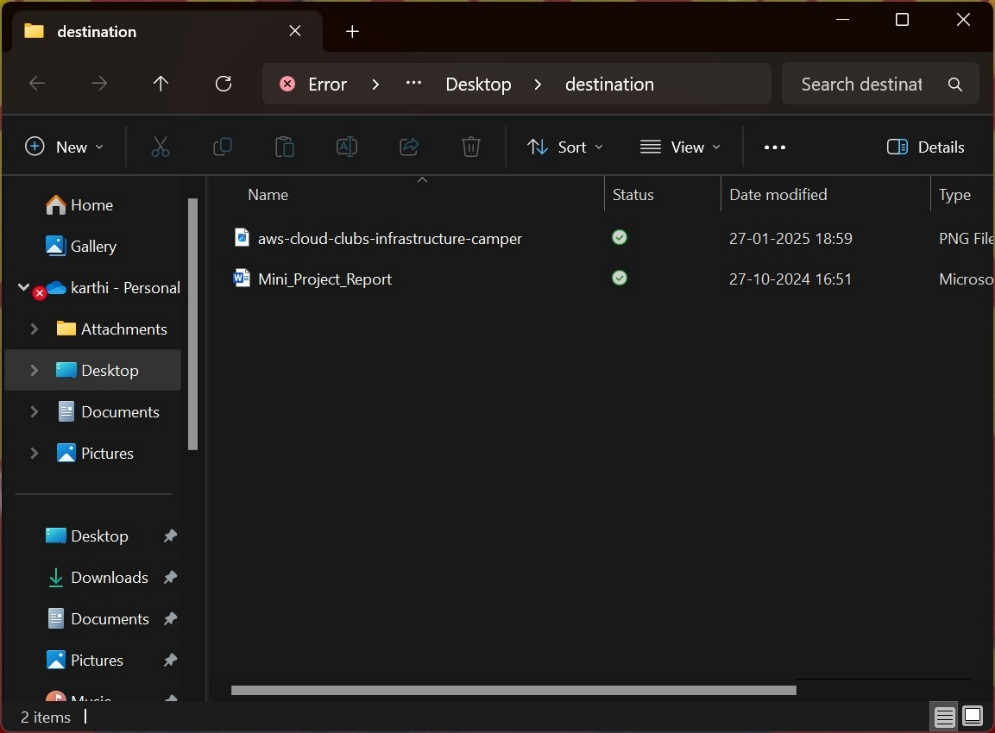 destination
Error > ... Desktop > destination
Search destinat
New
Sort
View
...
Details
Home
Gallery
karthi - Personal
Attachments
Desktop
Documents
Pictures
Desktop
Downloads
Documents
Pictures
Music
Name Status Date modified Type
aws-cloud-clubs-infrastructure-camper 27-01-2025 18:59 PNG File
Mini_Project_Report 27-10-2024 16:51 Microso
2 items